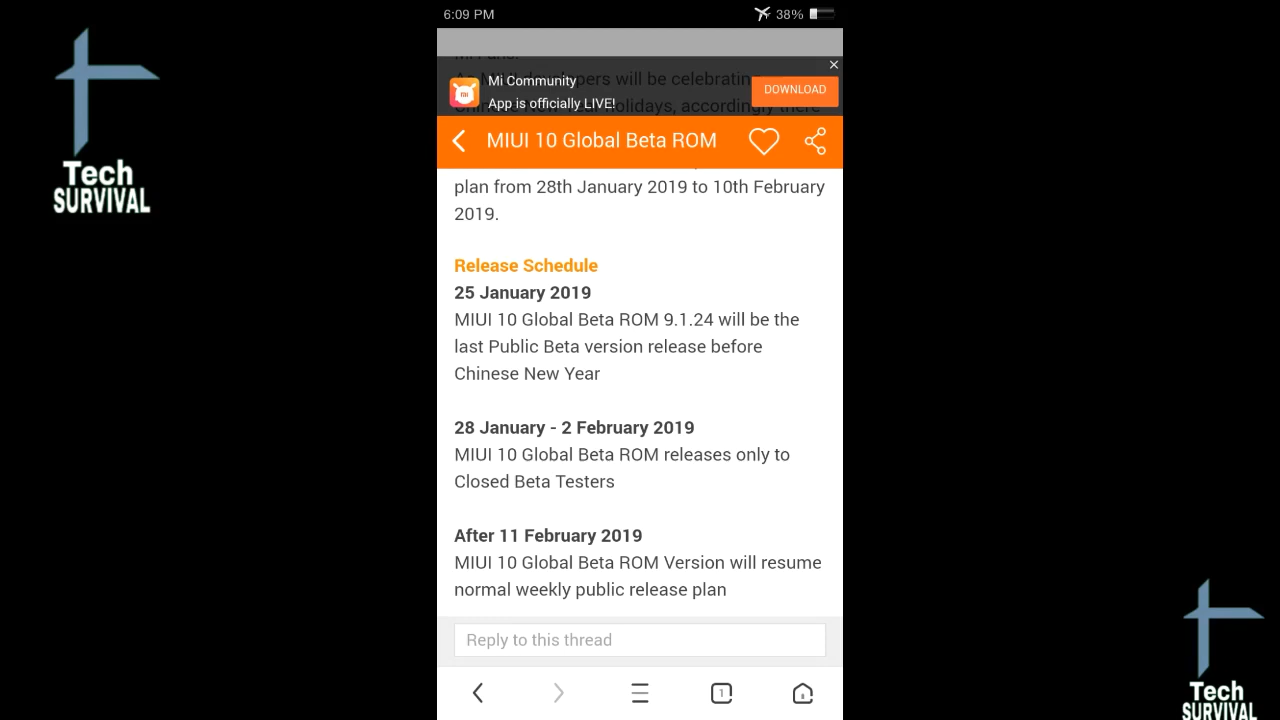 6:09 PM
38%
Tech
SURVIVAL
Mi Community
App is officially LIVE!
DOWNLOAD
MIUI 10 Global Beta ROM
plan from 28th January 2019 to 10th February
2019.
Release Schedule
25 January 2019
MIUI 10 Global Beta ROM 9.1.24 will be the
last Public Beta version release before
Chinese New Year
28 January - 2 February 2019
MIUI 10 Global Beta ROM releases only to
Closed Beta Testers
After 11 February 2019
MIUI 10 Global Beta ROM Version will resume
normal weekly public release plan
Reply to this thread
1
Tech
SURVIVAL